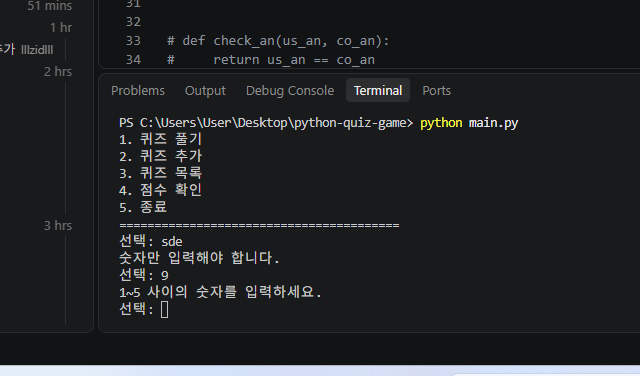 51 mins
1 hr
추가 lllzidlll
2 hrs
3 hrs
31
32
33 # def check_an(us_an, co_an):
34 #     return us_an == co_an
Problems Output Debug Console Terminal Ports
PS C:\Users\User\Desktop\python-quiz-game> python main.py
1. 퀴즈 풀기
2. 퀴즈 추가
3. 퀴즈 목록
4. 점수 확인
5. 종료
========================================
선택: sde
숫자만 입력해야 합니다.
선택: 9
1~5 사이의 숫자를 입력하세요.
선택: